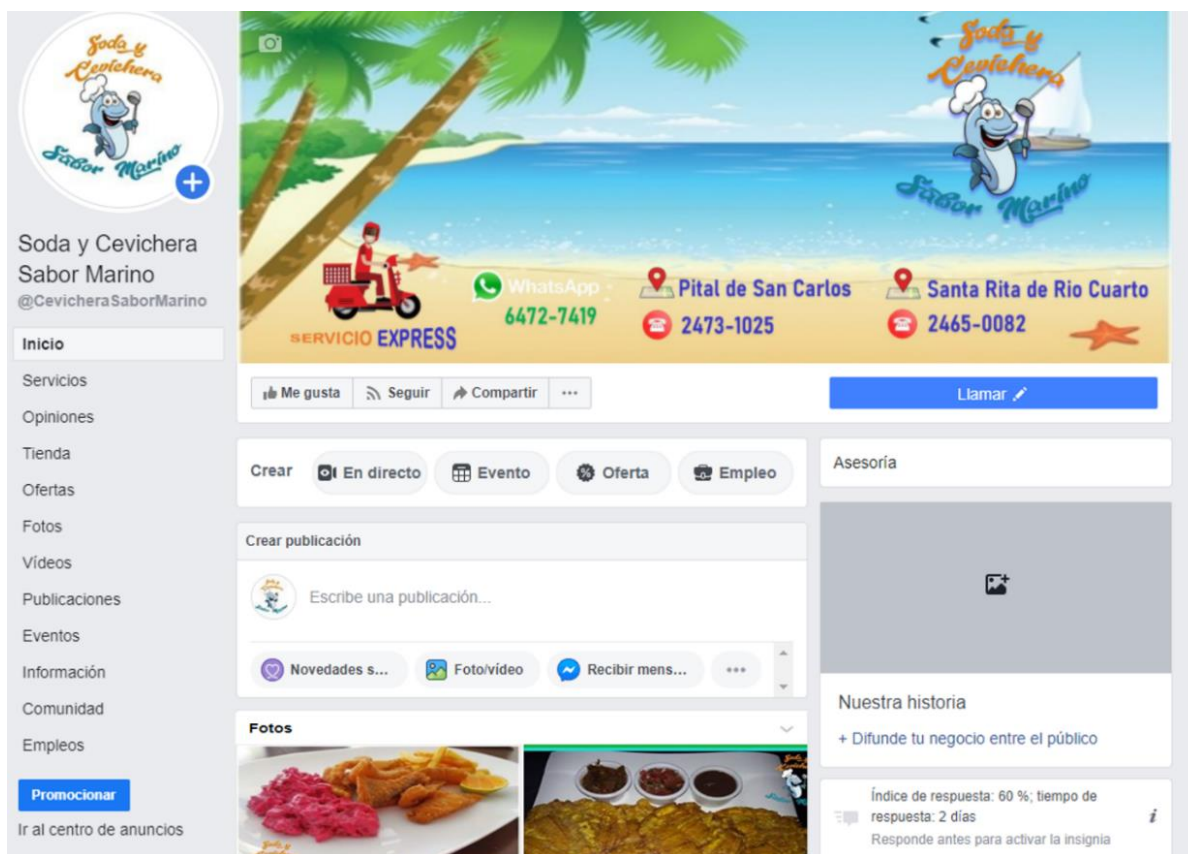 Soda y
Cevichera
Sabor Marino
Soda y Cevichera
Sabor Marino
@CevicheraSaborMarino
Inicio
Servicios
Opiniones
Tienda
Ofertas
Fotos
Vídeos
Publicaciones
Eventos
Información
Comunidad
Empleos
Promocionar
Ir al centro de anuncios
Soda y
Cevichera
Sabor Marino
SERVICIO EXPRESS
WhatsApp
6472-7419
Pital de San Carlos
2473-1025
Santa Rita de Rio Cuarto
2465-0082
Me gusta
Seguir
Compartir
Llamar
Crear
En directo
Evento
Oferta
Empleo
Crear publicación
Escribe una publicación...
Novedades s...
Foto/vídeo
Recibir mens...
Fotos
Asesoría
Nuestra historia
+ Difunde tu negocio entre el público
Índice de respuesta: 60 %; tiempo de
respuesta: 2 días
Responde antes para activar la insignia